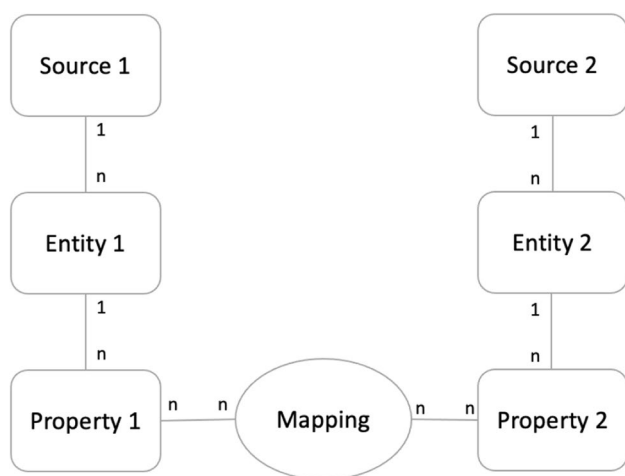 Source 1
Source 2
1
1
n
n
Entity 1
Entity 2
1
1
n
n
Property 1
n
n
Mapping
n
n
Property 2